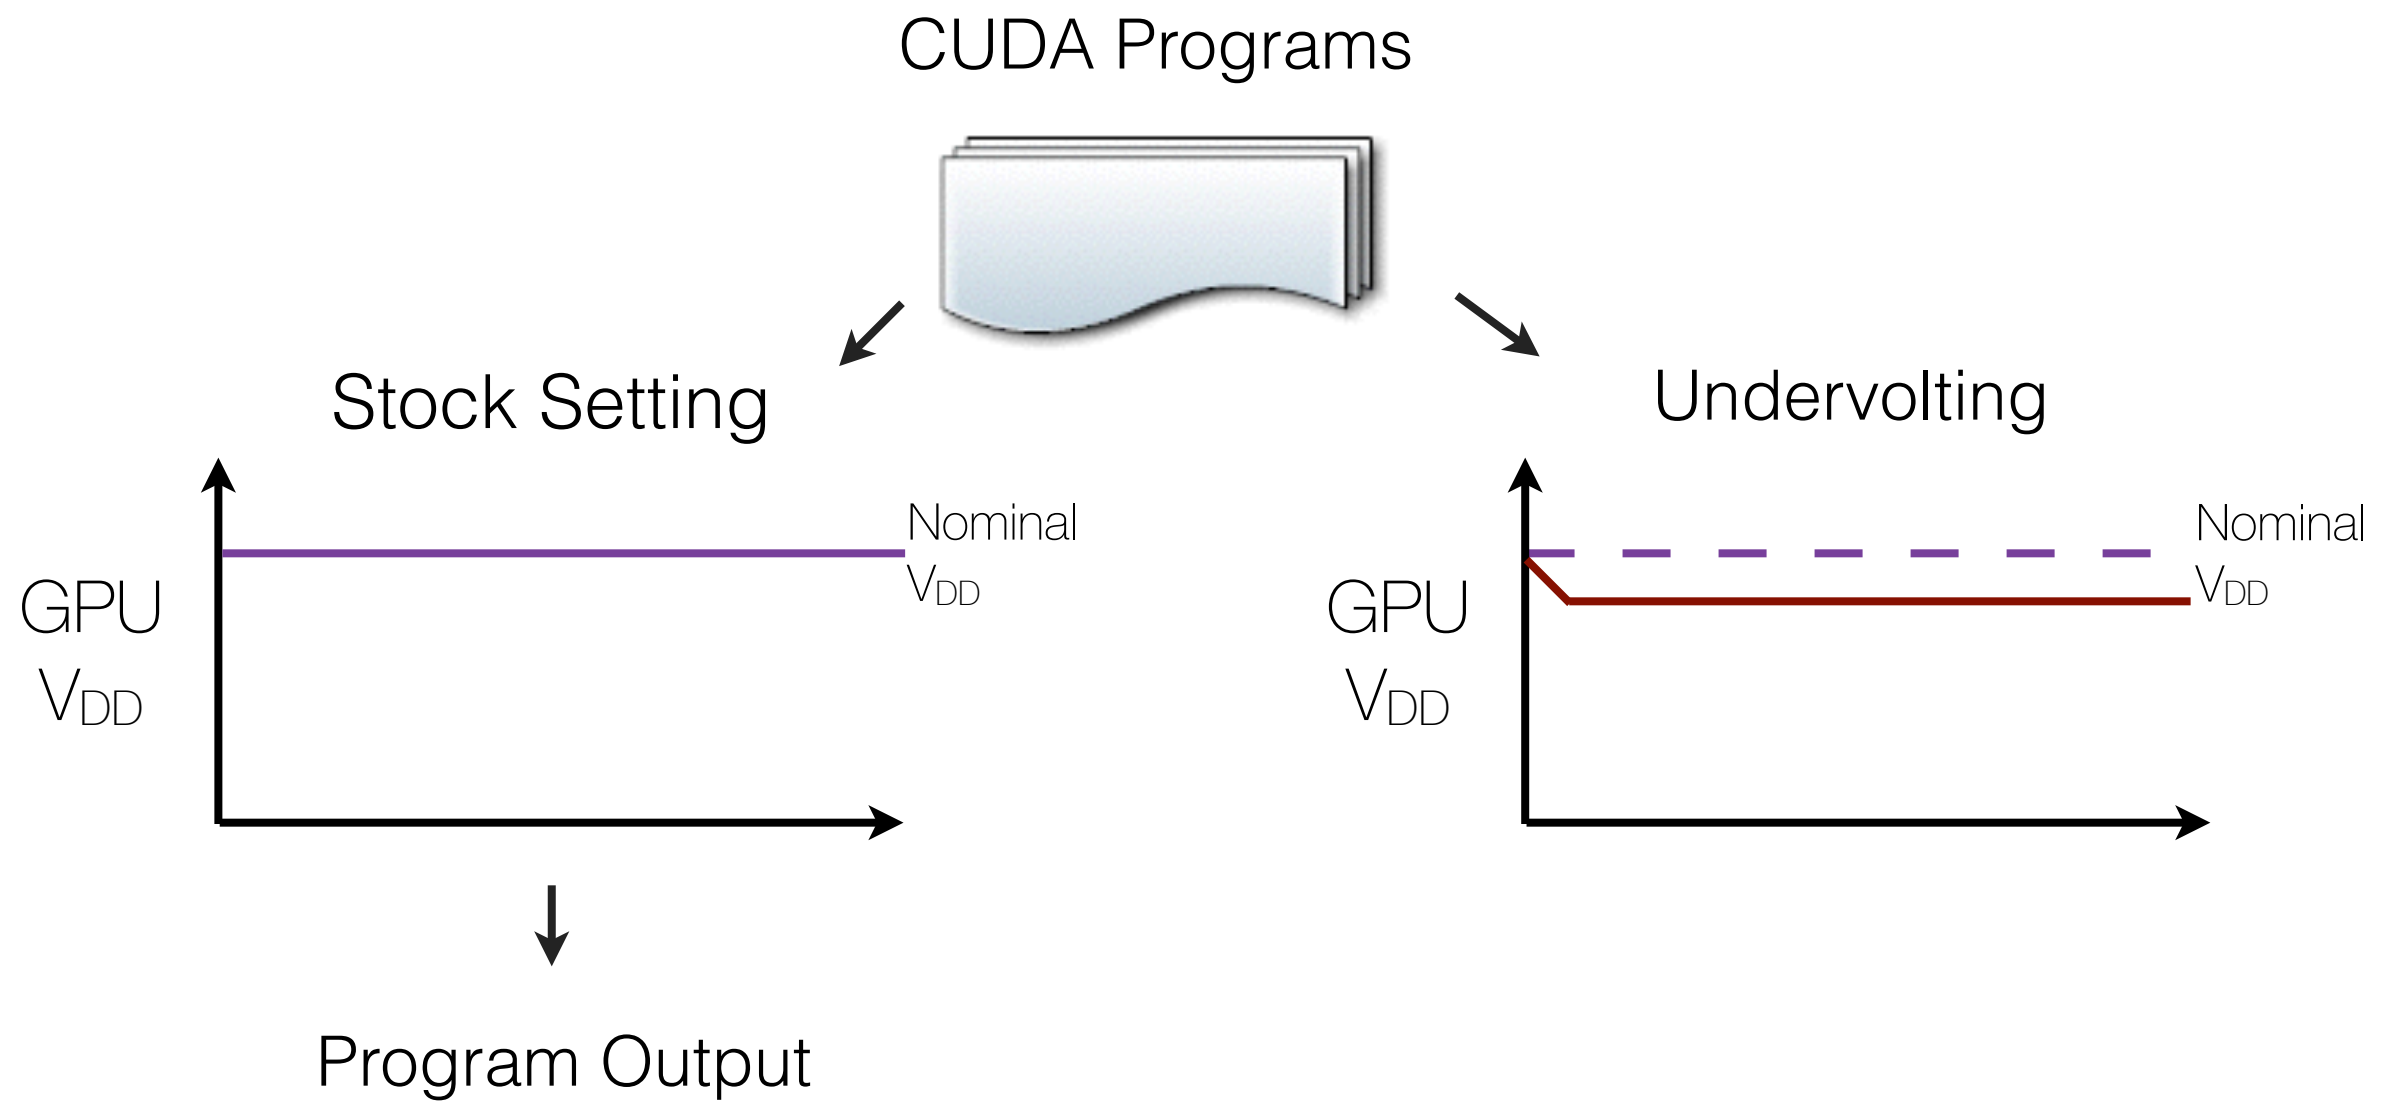 CUDA Programs
Stock Setting
Undervolting
Nominal
VDD
GPU
VDD
Nominal
VDD
GPU
VDD
Program Output